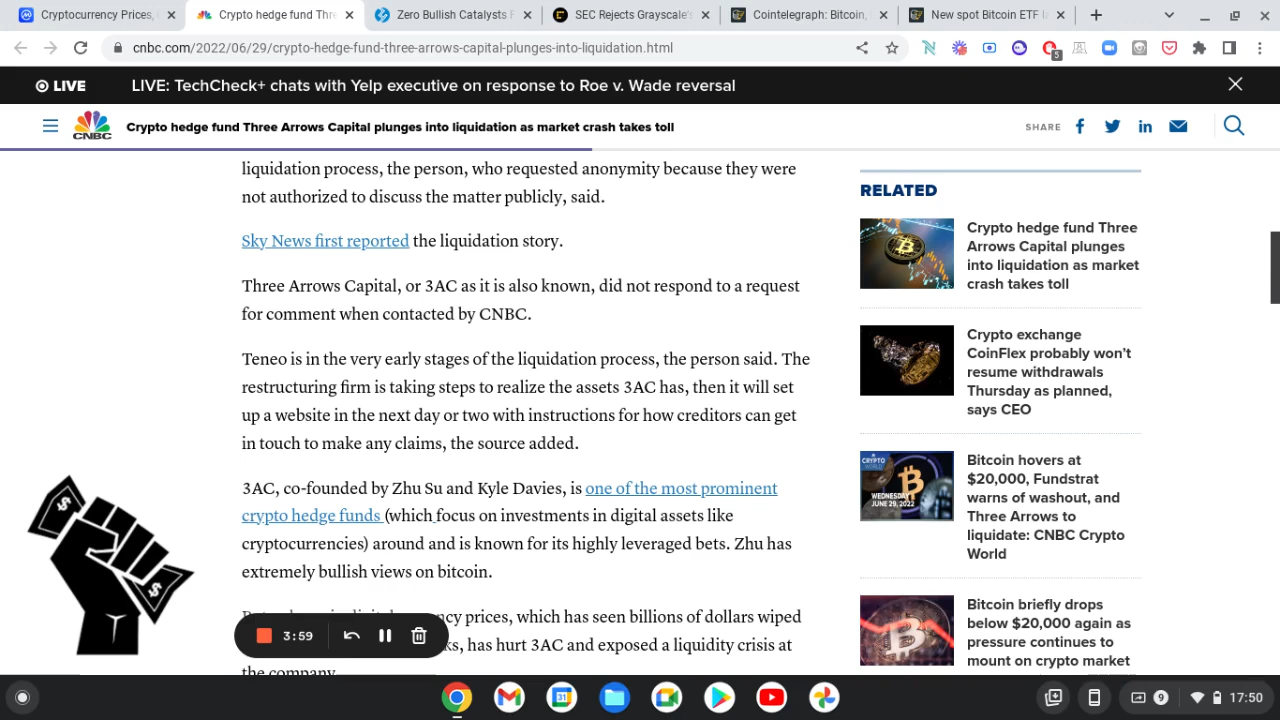 Cryptocurrency Prices,
Crypto hedge fund Thre
Zero Bullish Catalysts F
SEC Rejects Grayscale's
Cointelegraph: Bitcoin,
New spot Bitcoin ETF
cnbc.com/2022/06/29/crypto-hedge-fund-three-arrows-capital-plunges-into-liquidation.html
5
LIVE
LIVE: TechCheck+ chats with Yelp executive on response to Roe v. Wade reversal
CNBC
Crypto hedge fund Three Arrows Capital plunges into liquidation as market crash takes toll
SHARE
liquidation process, the person, who requested anonymity because they were
not authorized to discuss the matter publicly, said.
Sky News first reported the liquidation story.
Three Arrows Capital, or 3AC as it is also known, did not respond to a request
for comment when contacted by CNBC.
Teneo is in the very early stages of the liquidation process, the person said. The
restructuring firm is taking steps to realize the assets 3AC has, then it will set
up a website in the next day or two with instructions for how creditors can get
in touch to make any claims, the source added.
3AC, co-founded by Zhu Su and Kyle Davies, is one of the most prominent
crypto hedge funds (which focus on investments in digital assets like
cryptocurrencies) around and is known for its highly leveraged bets. Zhu has
extremely bullish views on bitcoin.
prices, which has seen billions of dollars wiped
has hurt 3AC and exposed a liquidity crisis at
the company.
3:59
$
$
RELATED
Crypto hedge fund Three
Arrows Capital plunges
into liquidation as market
crash takes toll
Crypto exchange
CoinFlex probably won't
resume withdrawals
Thursday as planned,
says CEO
CRYPTO
WORLD
WEDNESDAY
JUNE 29, 2022
Bitcoin hovers at
$20,000, Fundstrat
warns of washout, and
Three Arrows to
liquidate: CNBC Crypto
World
Bitcoin briefly drops
below $20,000 again as
pressure continues to
mount on crypto market
31
9
17:50